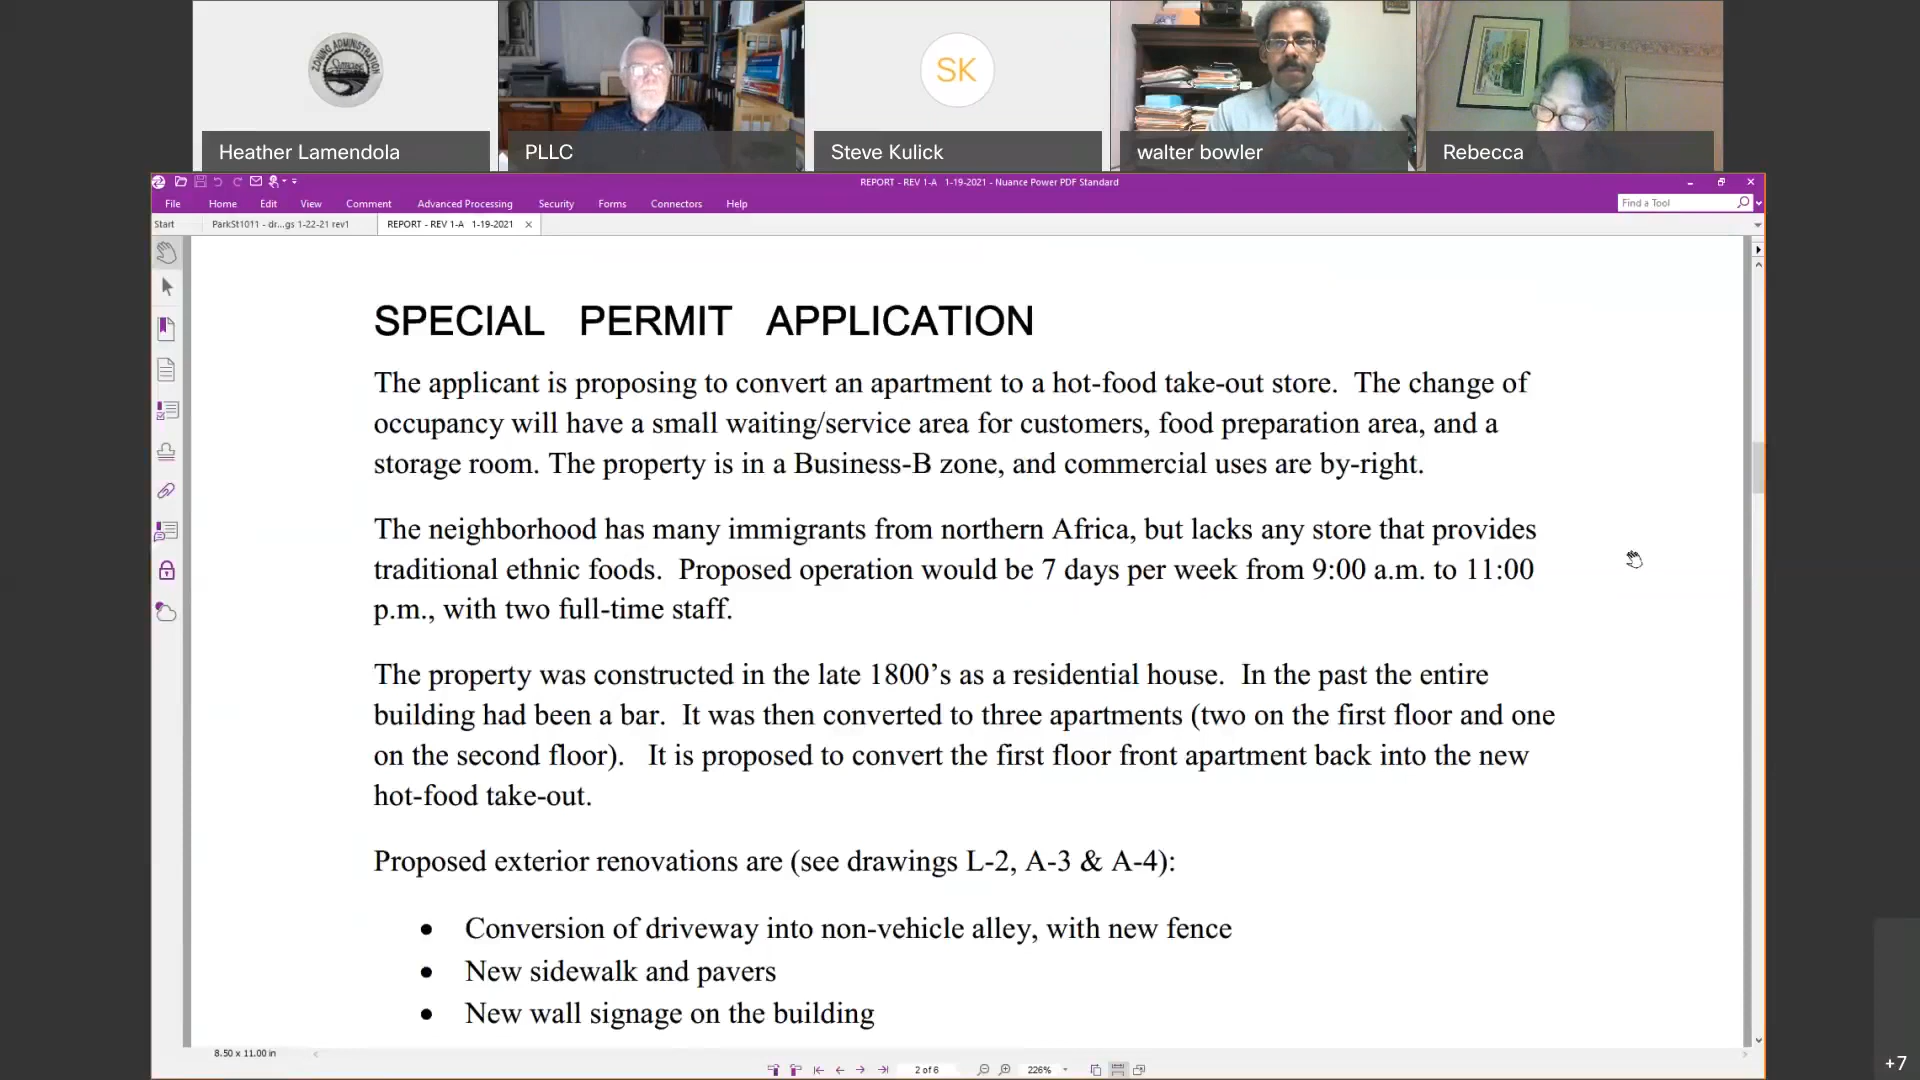 ZONING ADMINISTRATION
SK
Heather Lamendola
PLLC
Steve Kulick
walter bowler
Rebecca
REPORT - REV 1-A 1-19-2021 - Nuance Power PDF Standard
File Home Edit View Comment Advanced Processing Security Forms Connectors Help
Find a Tool
Start ParkSt1011 - dr...gs 1-22-21 rev1 REPORT - REV 1-A 1-19-2021
SPECIAL PERMIT APPLICATION
The applicant is proposing to convert an apartment to a hot-food take-out store. The change of
occupancy will have a small waiting/service area for customers, food preparation area, and a
storage room. The property is in a Business-B zone, and commercial uses are by-right.
The neighborhood has many immigrants from northern Africa, but lacks any store that provides
traditional ethnic foods. Proposed operation would be 7 days per week from 9:00 a.m. to 11:00
p.m., with two full-time staff.
The property was constructed in the late 1800’s as a residential house. In the past the entire
building had been a bar. It was then converted to three apartments (two on the first floor and one
on the second floor). It is proposed to convert the first floor front apartment back into the new
hot-food take-out.
Proposed exterior renovations are (see drawings L-2, A-3 & A-4):
• Conversion of driveway into non-vehicle alley, with new fence
• New sidewalk and pavers
• New wall signage on the building
8.50 x 11.00 in
2 of 6
226%
+7